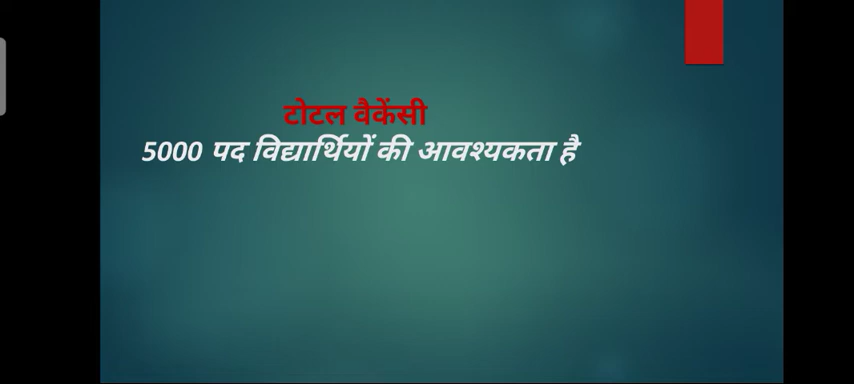 टोटल वैकेंसी
5000 पद विद्यार्थियों की आवश्यकता है